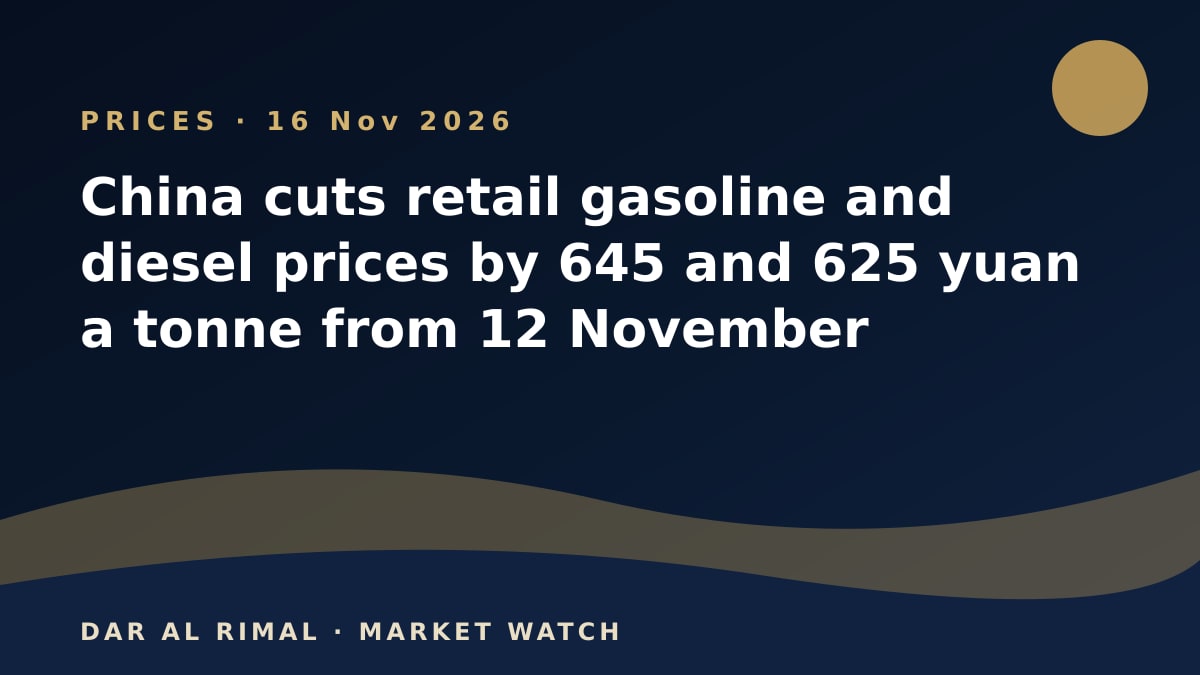 PRICES · 16 Nov 2026
China cuts retail gasoline and
diesel prices by 645 and 625 yuan
a tonne from 12 November
DAR AL RIMAL · MARKET WATCH